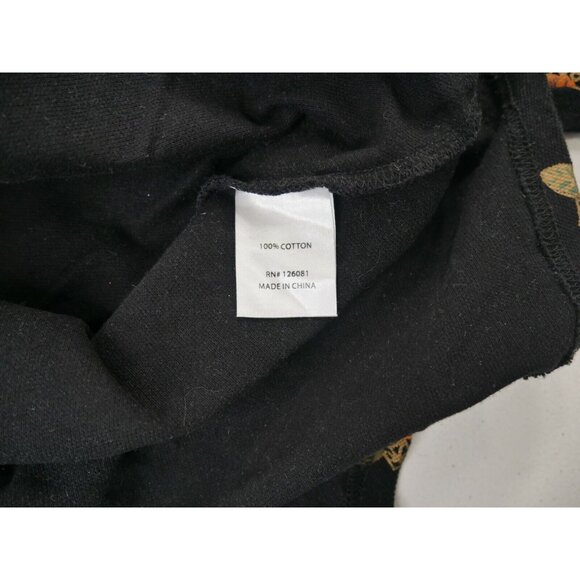 100% COTTON
RN# 126081
MADE IN CHINA